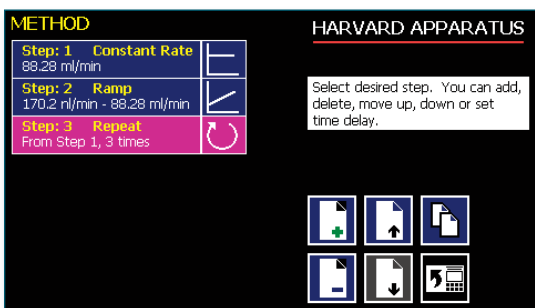 METHOD
Step: 1 Constant Rate
88.28 ml/min
Step: 2 Ramp
170.2 nl/min - 88.28 ml/min
Step: 3 Repeat
From Step 1, 3 times
HARVARD APPARATUS
Select desired step. You can add,
delete, move up, down or set
time delay.